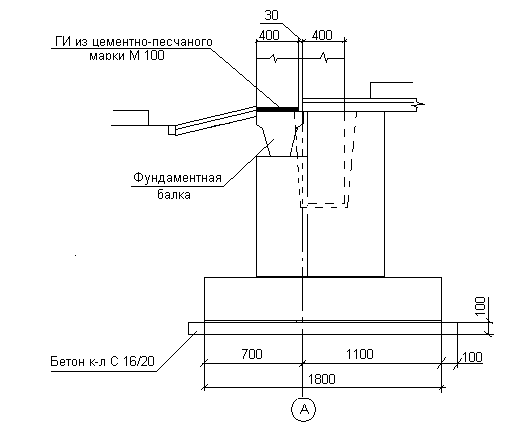 30
400
400
ГИ из цементно-песчаного
марки М 100
Фундаментная
балка
100
Бетон к-л С 16/20
700
1100
100
1800
А